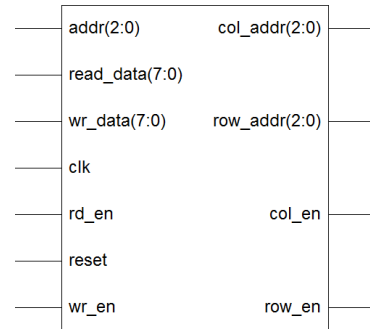 addr(2:0) col_addr(2:0)
read_data(7:0)
wr_data(7:0) row_addr(2:0)
clk
rd_en col_en
reset
wr_en row_en